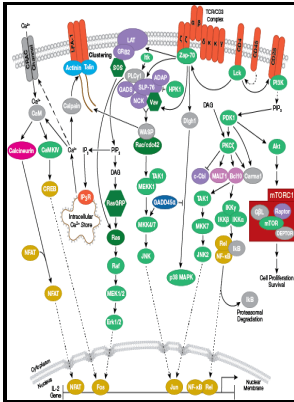 TCR/CD3
Complex
Ca²⁺
LFA-1
Clustering
LAT
GRB2
SOS
Itk
Zap-70
Lck
PI3K
Actinin
Talin
PLCγ1
ADAP
GADS
SLP-76
HPK1
NCK
Vav
Dlgh1
DAG
PDK1
PIP₃
Ca²⁺
CaM
Calpain
IP₃
PIP₂
WASP
Rac/cdc42
PKCζ
Akt
Calcineurin
CaMKIV
DAG
TAK1
MEKK1
c-Cbl
MALT1
Bcl10
Carma1
mTORC1
CREB
IP₃R
RasGRP
GADD45α
TAK1
IKKγ
IKKβ
IKKα
GβL
Raptor
mTOR
DEPTOR
Intracellular
Ca²⁺ Store
Ras
MKK4/7
MKK7
Rel
NF-κB
IκB
NFAT
Raf
JNK
p38 MAPK
JNK2
Cell Proliferation
Survival
NFAT
MEK1/2
IκB
Proteasomal
Degradation
Erk1/2
Cytoplasm
Nucleus
Nuclear
Membrane
IL-2
Gene
NFAT
Fos
Jun
NF-κB
Rel